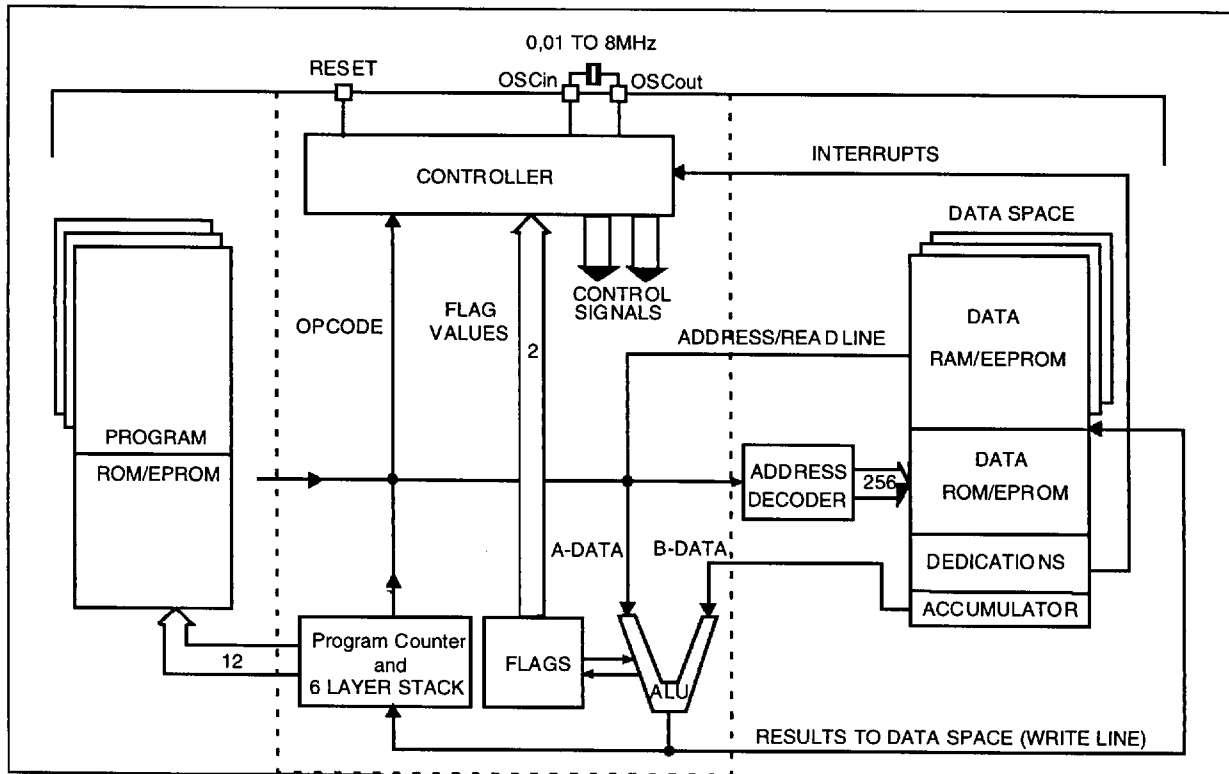 0,01 TO 8MHz
RESET
OSCin
OSCout
INTERRUPTS
CONTROLLER
DATA SPACE
CONTROL
SIGNALS
OPCODE
FLAG
VALUES
2
DATA
RAM/EEPROM
ADDRESS/READ LINE
PROGRAM
ROM/EPROM
ADDRESS
DECODER
256
DATA
ROM/EPROM
A-DATA
B-DATA
DEDICATIONS
ACCUMULATOR
12
Program Counter
and
6 LAYER STACK
FLAGS
ALU
RESULTS TO DATA SPACE (WRITE LINE)